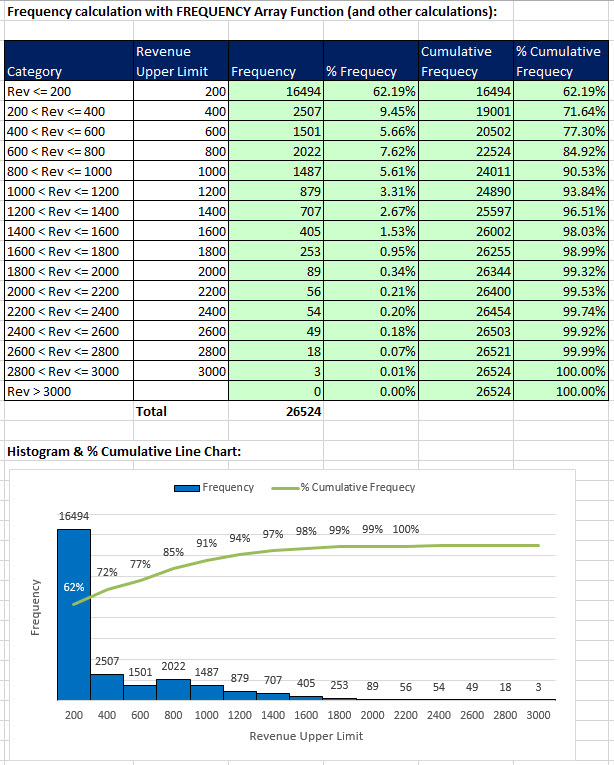 Frequency calculation with FREQUENCY Array Function (and other calculations):
Category Revenue Upper Limit Frequency % Frequecy Cumulative Frequecy % Cumulative Frequecy
Rev <= 200 200 16494 62.19% 16494 62.19%
200 < Rev <= 400 400 2507 9.45% 19001 71.64%
400 < Rev <= 600 600 1501 5.66% 20502 77.30%
600 < Rev <= 800 800 2022 7.62% 22524 84.92%
800 < Rev <= 1000 1000 1487 5.61% 24011 90.53%
1000 < Rev <= 1200 1200 879 3.31% 24890 93.84%
1200 < Rev <= 1400 1400 707 2.67% 25597 96.51%
1400 < Rev <= 1600 1600 405 1.53% 26002 98.03%
1600 < Rev <= 1800 1800 253 0.95% 26255 98.99%
1800 < Rev <= 2000 2000 89 0.34% 26344 99.32%
2000 < Rev <= 2200 2200 56 0.21% 26400 99.53%
2200 < Rev <= 2400 2400 54 0.20% 26454 99.74%
2400 < Rev <= 2600 2600 49 0.18% 26503 99.92%
2600 < Rev <= 2800 2800 18 0.07% 26521 99.99%
2800 < Rev <= 3000 3000 3 0.01% 26524 100.00%
Rev > 3000 0 0.00% 26524 100.00%
Total 26524
Histogram & % Cumulative Line Chart:
Frequency % Cumulative Frequecy
16494
62% 72% 77% 85% 91% 94% 97% 98% 99% 99% 100%
2507 1501 2022 1487 879 707 405 253 89 56 54 49 18 3
Frequency
200 400 600 800 1000 1200 1400 1600 1800 2000 2200 2400 2600 2800 3000
Revenue Upper Limit